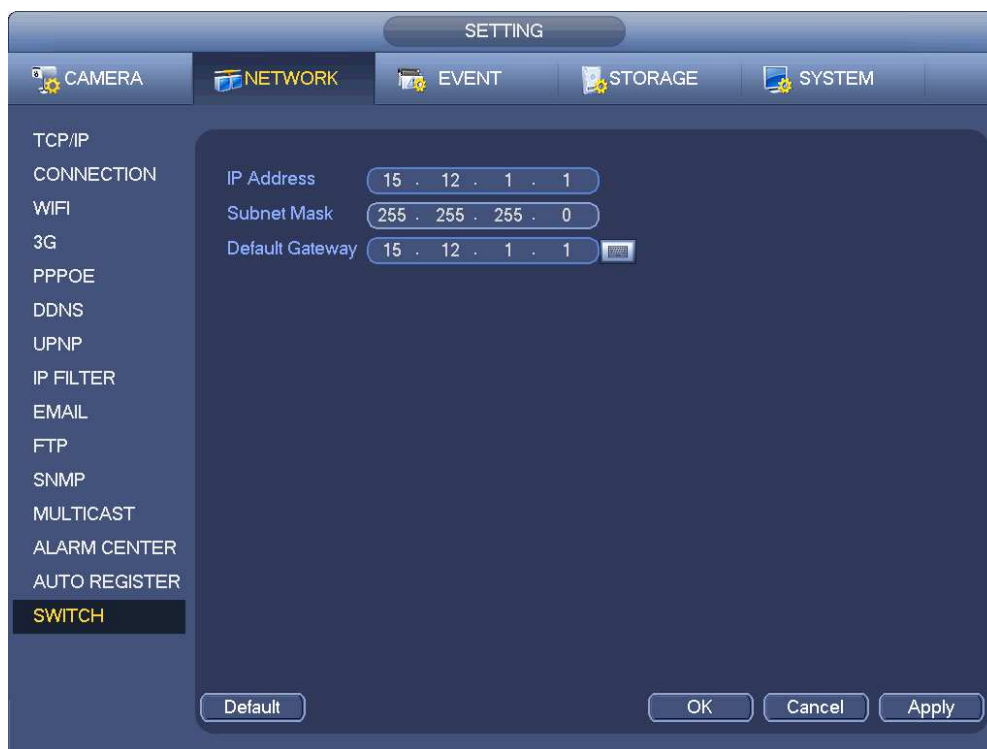 SETTING
CAMERA NETWORK EVENT STORAGE SYSTEM
TCP/IP
CONNECTION
WIFI
3G
PPPOE
DDNS
UPNP
IP FILTER
EMAIL
FTP
SNMP
MULTICAST
ALARM CENTER
AUTO REGISTER
SWITCH
IP Address 15 . 12 . 1 . 1
Subnet Mask 255 . 255 . 255 . 0
Default Gateway 15 . 12 . 1 . 1
Default OK Cancel Apply